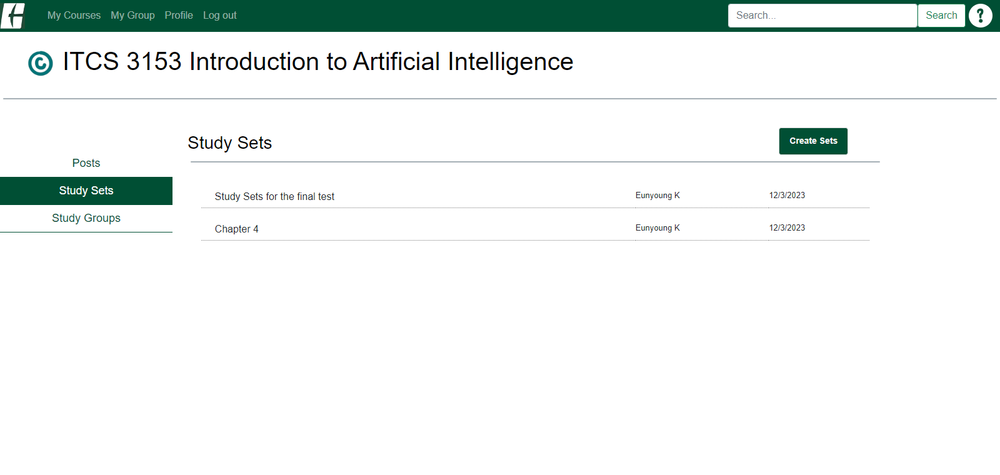 My Courses My Group Profile Log out Search... Search ?
© ITCS 3153 Introduction to Artificial Intelligence
Study Sets Create Sets
Posts
Study Sets
Study Groups
Study Sets for the final test Eunyoung K 12/3/2023
Chapter 4 Eunyoung K 12/3/2023